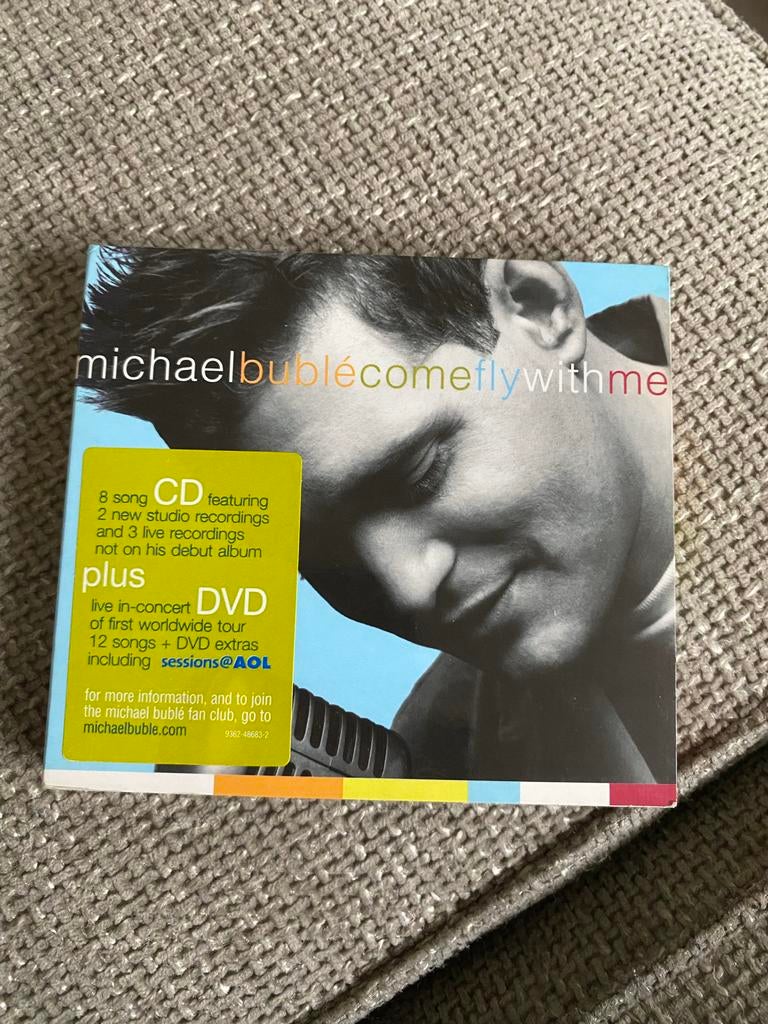 michaelbublécomeflywithme
8 song CD featuring
2 new studio recordings
and 3 live recordings
not on his debut album
plus
live in-concert DVD
of first worldwide tour
12 songs + DVD extras
including sessions@AOL
for more information, and to join
the michael bublé fan club, go to
michaelbuble.com
9362-48683-2